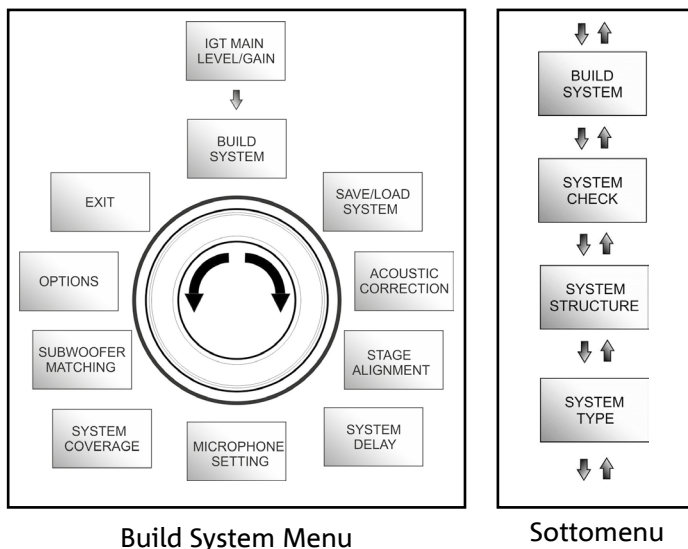 IGT MAIN
LEVEL/GAIN
BUILD
SYSTEM
SAVE/LOAD
SYSTEM
ACOUSTIC
CORRECTION
STAGE
ALIGNMENT
SYSTEM
DELAY
MICROPHONE
SETTING
SYSTEM
COVERAGE
SUBWOOFER
MATCHING
OPTIONS
EXIT
Build System Menu
BUILD
SYSTEM
SYSTEM
CHECK
SYSTEM
STRUCTURE
SYSTEM
TYPE
Sottomenu